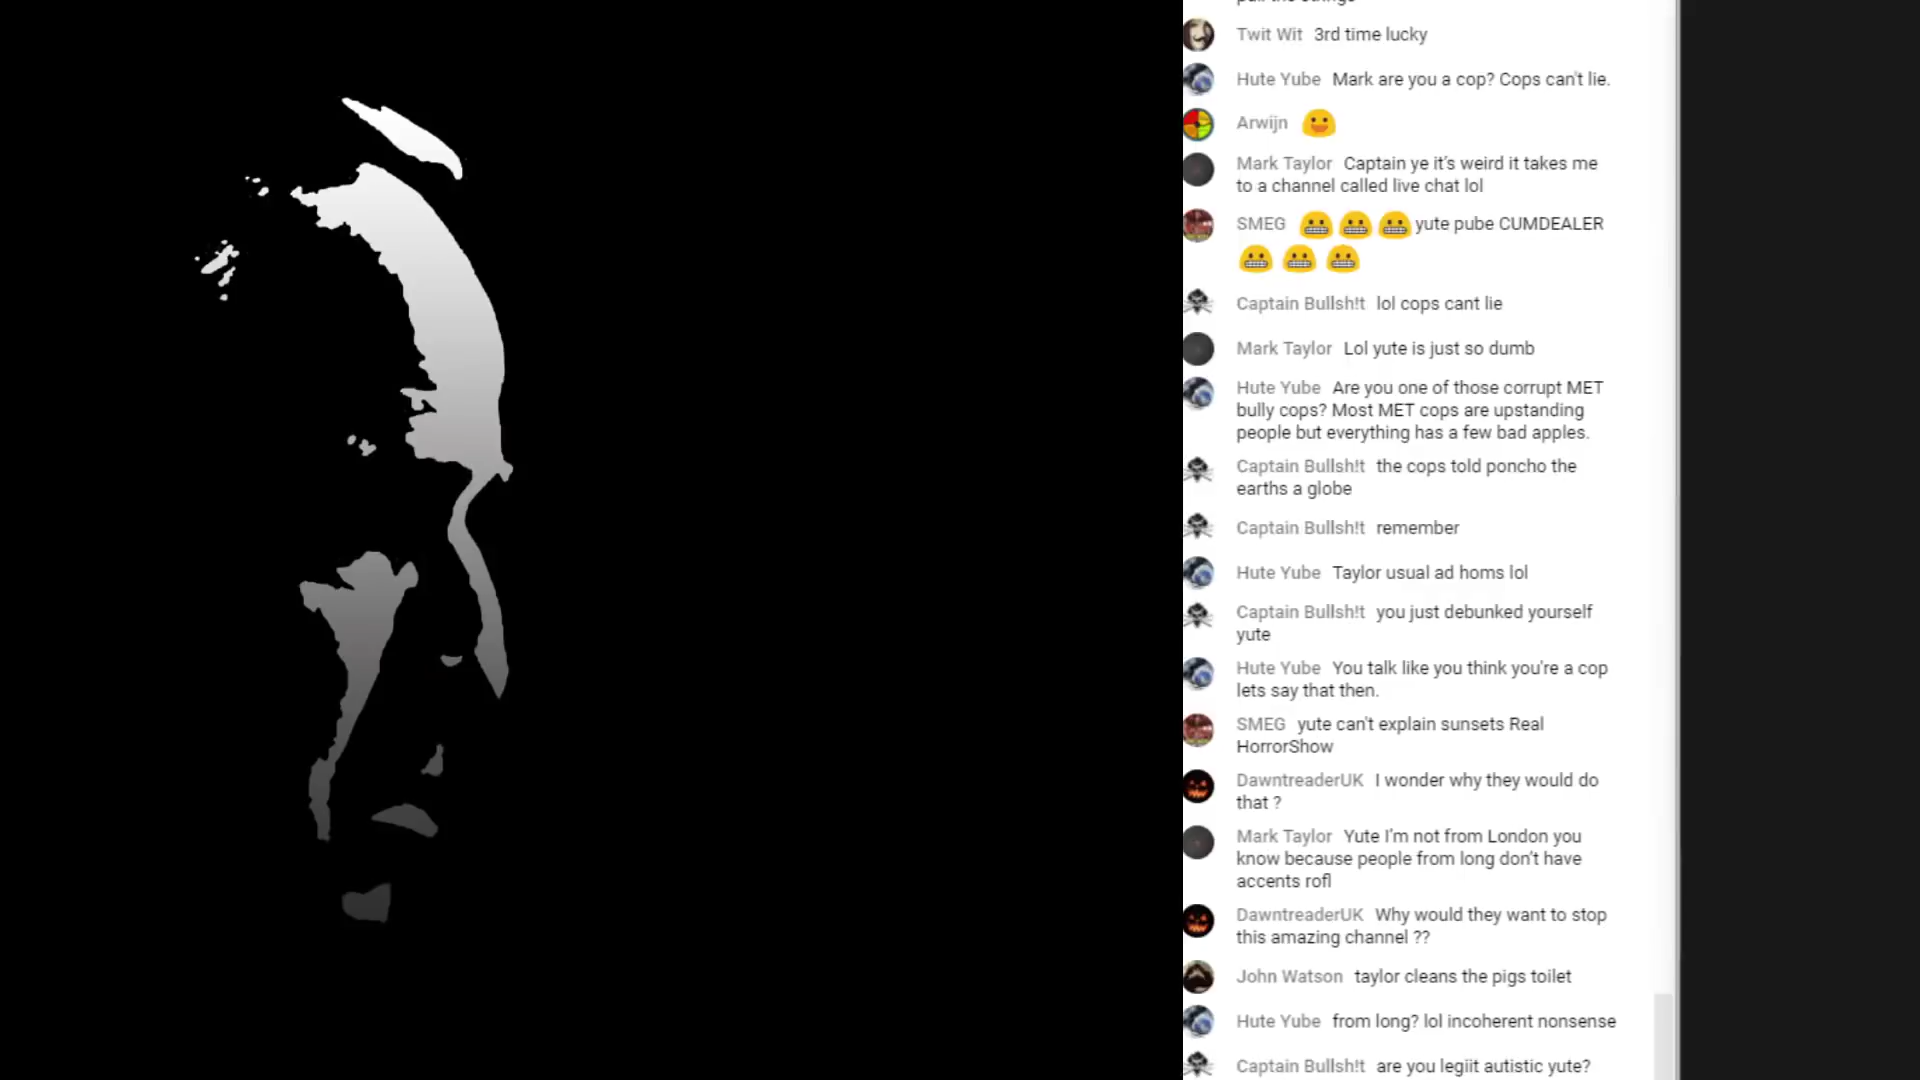 Twit Wit 3rd time lucky
Hute Yube Mark are you a cop? Cops can't lie.
Arwijn
Mark Taylor Captain ye it's weird it takes me
to a channel called live chat lol
SMEG yute pube CUMDEALER
Captain Bullsh!t lol cops cant lie
Mark Taylor Lol yute is just so dumb
Hute Yube Are you one of those corrupt MET
bully cops? Most MET cops are upstanding
people but everything has a few bad apples.
Captain Bullsh!t the cops told poncho the
earths a globe
Captain Bullsh!t remember
Hute Yube Taylor usual ad homs lol
Captain Bullsh!t you just debunked yourself
yute
Hute Yube You talk like you think you're a cop
lets say that then.
SMEG yute can't explain sunsets Real
HorrorShow
DawntreaderUK I wonder why they would do
that ?
Mark Taylor Yute I'm not from London you
know because people from long don't have
accents rofl
DawntreaderUK Why would they want to stop
this amazing channel ??
John Watson taylor cleans the pigs toilet
Hute Yube from long? lol incoherent nonsense
Captain Bullsh!t are you legiit autistic yute?